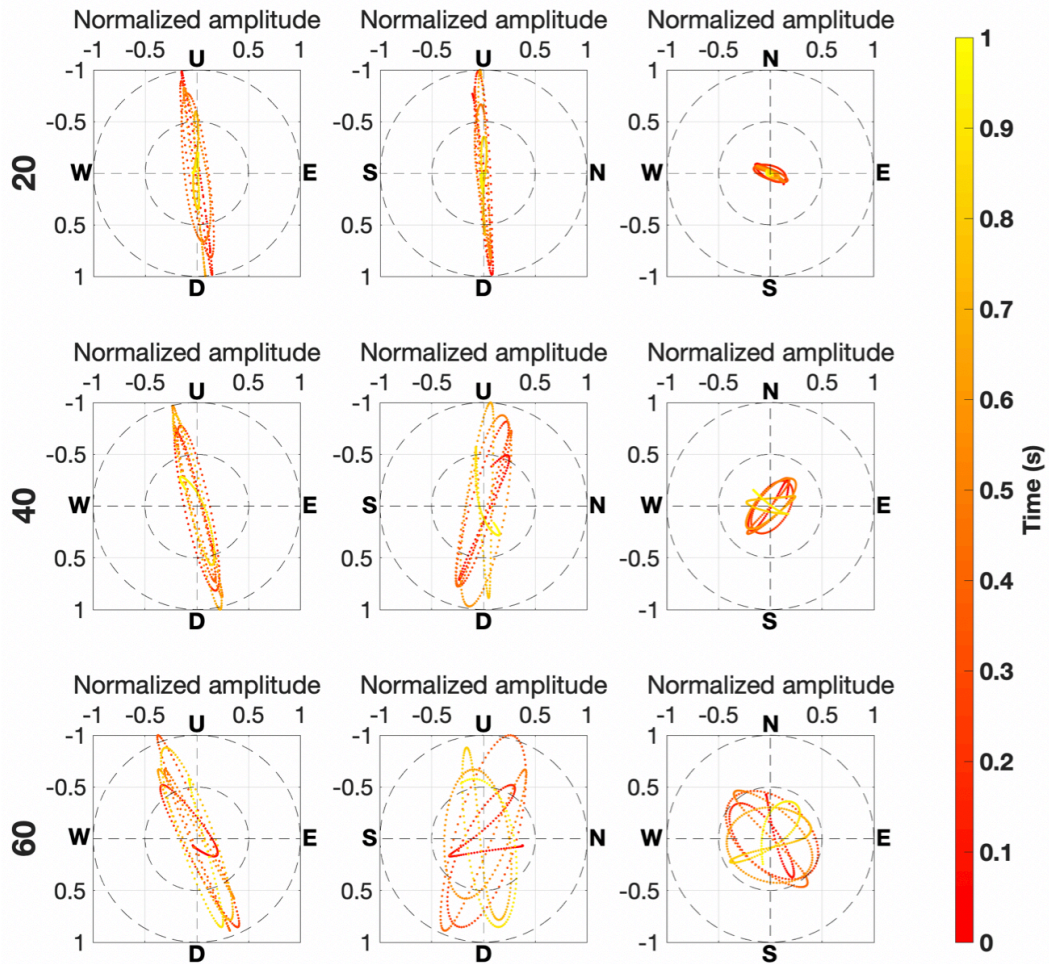 Normalized amplitude Normalized amplitude Normalized amplitude
-1 -0.5 0 0.5 1 -1 -0.5 0 0.5 1 -1 -0.5 0 0.5 1
U U N
-1 -1 1
-0.5 -0.5 0.5
20 W E S N W E
0.5 0.5 -0.5
1 1 -1
D D S
Normalized amplitude Normalized amplitude Normalized amplitude
-1 -0.5 0 0.5 1 -1 -0.5 0 0.5 1 -1 -0.5 0 0.5 1
U U N
-1 -1 1
-0.5 -0.5 0.5
40 W E S N W E
0.5 0.5 -0.5
1 1 -1
D D S
Normalized amplitude Normalized amplitude Normalized amplitude
-1 -0.5 0 0.5 1 -1 -0.5 0 0.5 1 -1 -0.5 0 0.5 1
U U N
-1 -1 1
-0.5 -0.5 0.5
60 W E S N W E
0.5 0.5 -0.5
1 1 -1
D D S
1
0.9
0.8
0.7
0.6
0.5
0.4
0.3
0.2
0.1
0
Time (s)